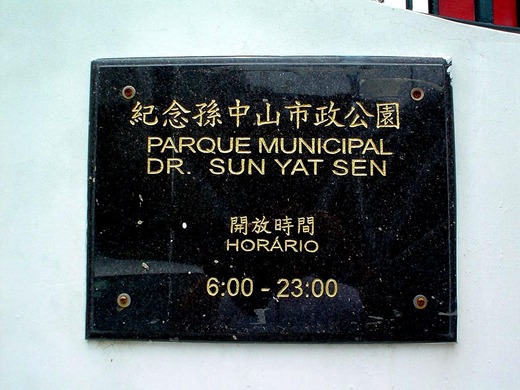 紀念孫中山市政公園
PARQUE MUNICIPAL
DR. SUN YAT SEN
開放時間
HORÁRIO
6:00 - 23:00